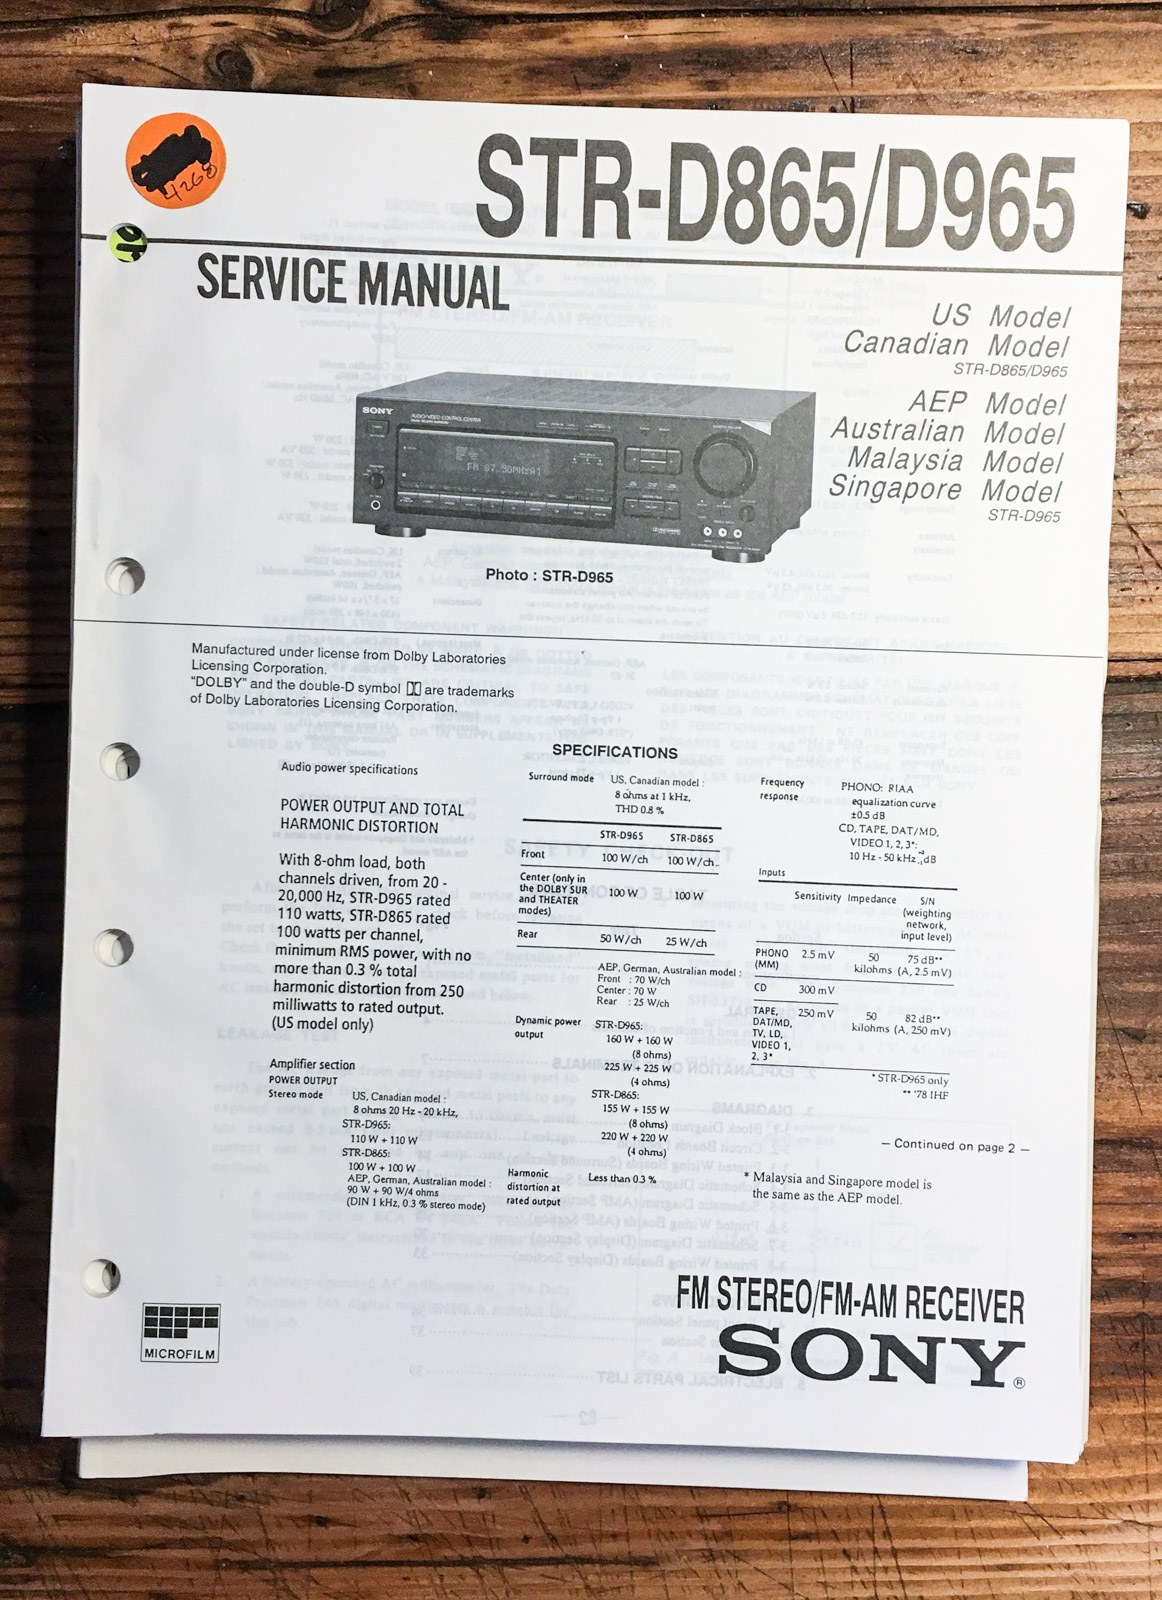 4268
STR-D865/D965
SERVICE MANUAL
US Model
Canadian Model
STR-D865/D965
AEP Model
Australian Model
Malaysia Model
Singapore Model
STR-D965
SONY
AUDIO/VIDEO CONTROL CENTER
FM 87.50MHz A1
Photo : STR-D965
Manufactured under license from Dolby Laboratories
Licensing Corporation.
"DOLBY" and the double-D symbol are trademarks
of Dolby Laboratories Licensing Corporation.
SPECIFICATIONS
Audio power specifications
POWER OUTPUT AND TOTAL
HARMONIC DISTORTION
With 8-ohm load, both
channels driven, from 20 -
20,000 Hz, STR-D965 rated
110 watts, STR-D865 rated
100 watts per channel,
minimum RMS power, with no
more than 0.3 % total
harmonic distortion from 250
milliwatts to rated output.
(US model only)
Amplifier section
POWER OUTPUT
Stereo mode US, Canadian model :
8 ohms 20 Hz - 20 kHz,
STR-D965:
110 W + 110 W
STR-D865:
100 W + 100 W
AEP, German, Australian model :
90 W + 90 W/4 ohms
(DIN 1 kHz, 0.3 % stereo mode)
Surround mode US, Canadian model :
8 ohms at 1 kHz,
THD 0.8 %
STR-D965 STR-D865
Front 100 W/ch 100 W/ch
Center (only in
the DOLBY SUR 100 W 100 W
and THEATER
modes)
Rear 50 W/ch 25 W/ch
AEP, German, Australian model :
Front : 70 W/ch
Center : 70 W
Rear : 25 W/ch
Dynamic power STR-D965:
output 160 W + 160 W
(8 ohms)
225 W + 225 W
(4 ohms)
STR-D865:
155 W + 155 W
(8 ohms)
220 W + 220 W
(4 ohms)
Harmonic Less than 0.3 %
distortion at
rated output
Frequency PHONO: RIAA
response equalization curve
±0.5 dB
CD, TAPE, DAT/MD,
VIDEO 1, 2, 3*:
10 Hz - 50 kHz dB
Inputs
Sensitivity Impedance S/N
(weighting
network,
input level)
PHONO 2.5 mV 50 75 dB**
(MM) kilohms (A, 2.5 mV)
CD 300 mV
TAPE, 250 mV 50 82 dB**
DAT/MD, kilohms (A, 250 mV)
TV, LD,
VIDEO 1,
2, 3*
* STR-D965 only
** '78 IHF
— Continued on page 2 —
* Malaysia and Singapore model is
the same as the AEP model.
FM STEREO/FM-AM RECEIVER
SONY®
MICROFILM